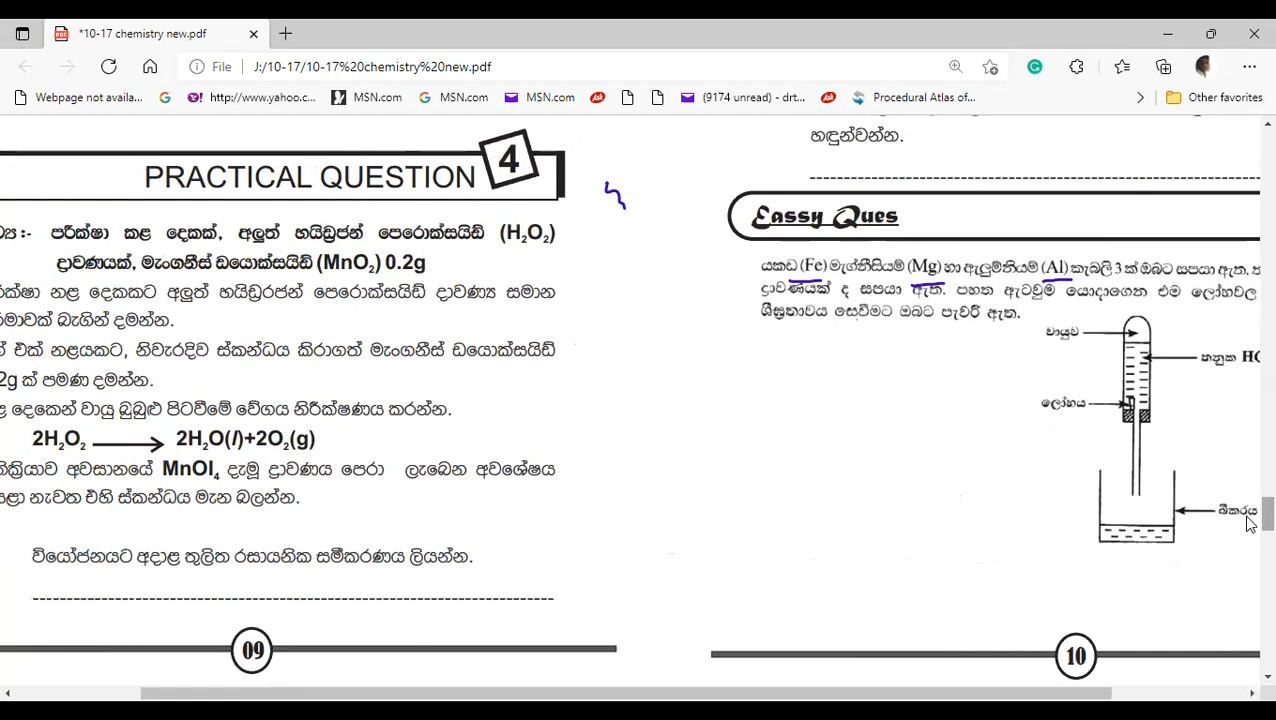 *10-17 chemistry new.pdf
File J:/10-17/10-17%20chemistry%20new.pdf
Webpage not availa... http://www.yahoo.c... MSN.com MSN.com MSN.com (9174 unread) - drt... Procedural Atlas of... Other favorites
PRACTICAL QUESTION 4
පරීක්ෂා කළ දෙකක්, අලුත් හයිඩ්‍රජන් පෙරොක්සයිඩ් (H₂O₂)
ද්‍රාවණයක්, මැංගනීස් ඩයොක්සයිඩ් (MnO₂) 0.2g
නළ දෙකකට අලුත් හයිඩ්‍රරජන් පෙරොක්සයිඩ් දාවණ්‍ය සමාන
බැගින් දමන්න.
එක් නළයකට, නිවැරදිව ස්කන්ධය කිරාගත් මැංගනීස් ඩයොක්සයිඩ්
2g ක් පමණ දමන්න.
දෙකෙන් වායු බුබුළු පිටවීමේ වේගය නිරීක්ෂණය කරන්න.
2H₂O₂ → 2H₂O(l)+2O₂(g)
අවසානයේ MnOl₄ දැමූ ද්‍රාවණය පෙරා ලැබෙන අවශේෂය
නැවත එහි ස්කන්ධය මැන බලන්න.
වියෝජනයට අදාළ තුලිත රසායනික සමීකරණය ලියන්න.
09
හඳුන්වන්න.
Eassy Ques
යකඩ (Fe) මැග්නීසියම් (Mg) හා ඇලුම්නියම් (Al) කැබලි 3 ක් ඔබට සපයා ඇත.
ද්‍රාවණයක් ද සපයා ඇත. පහත ඇටවුම යොදාගෙන එම ලෝහවල
ශීඝ්‍රතාවය සෙවීමට ඔබට පැවරී ඇත.
වායුව
තනුක HC
ලෝහය
බීකරය
10